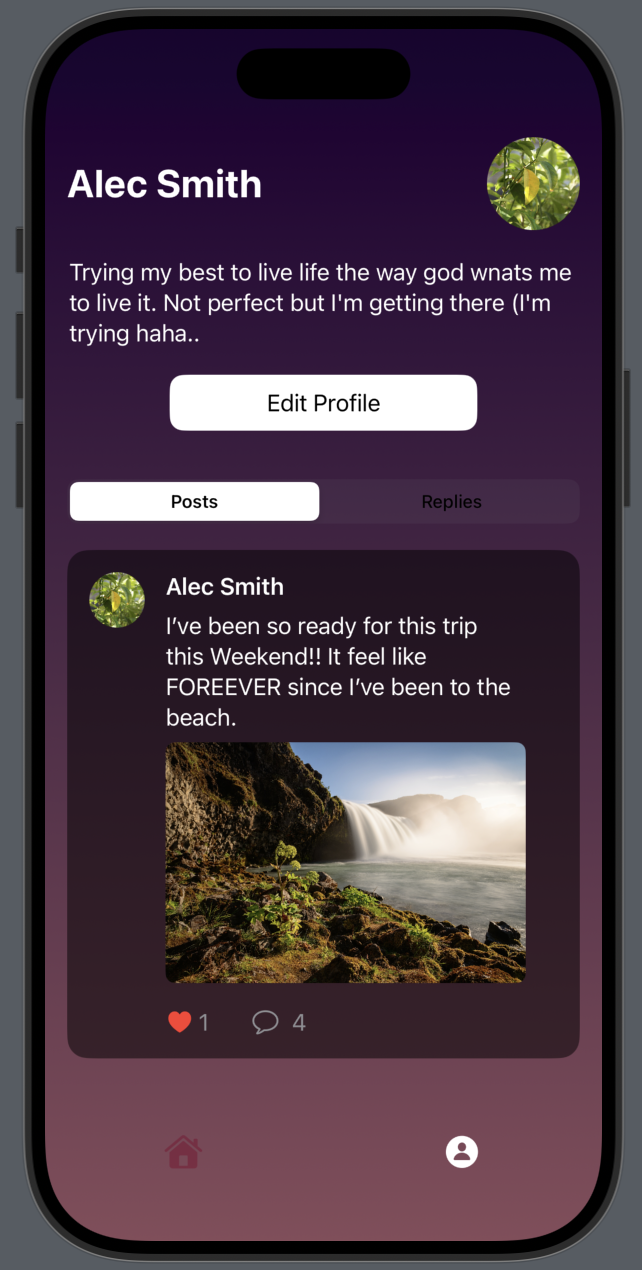 Alec Smith
Trying my best to live life the way god wnats me
to live it. Not perfect but I'm getting there (I'm
trying haha..
Edit Profile
Posts
Replies
Alec Smith
I’ve been so ready for this trip
this Weekend!! It feel like
FOREEVER since I’ve been to the
beach.
1
4